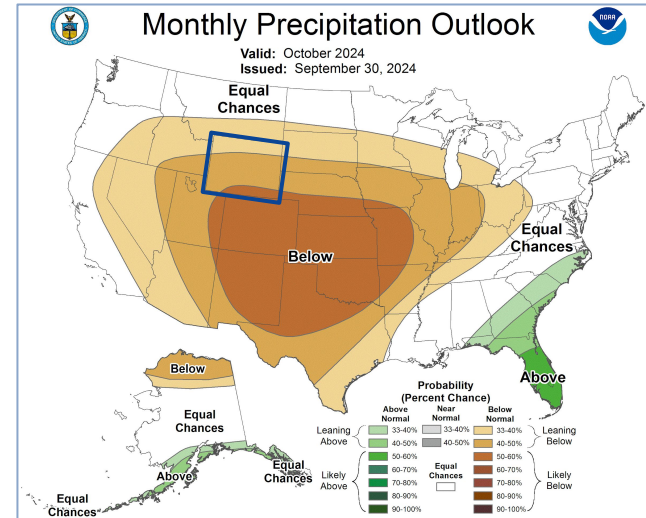 Monthly Precipitation Outlook
NOAA
Valid: October 2024
Issued: September 30, 2024
Equal
Chances
Equal
Chances
Below
Above
Below
Equal
Chances
Above
Equal
Chances
Equal
Chances
Probability
(Percent Chance)
Above
Normal
Near
Normal
Below
Normal
Leaning
Above
33-40%
40-50%
33-40%
40-50%
33-40%
40-50%
Leaning
Below
Likely
Above
50-60%
60-70%
70-80%
80-90%
90-100%
Equal
Chances
50-60%
60-70%
70-80%
80-90%
90-100%
Likely
Below